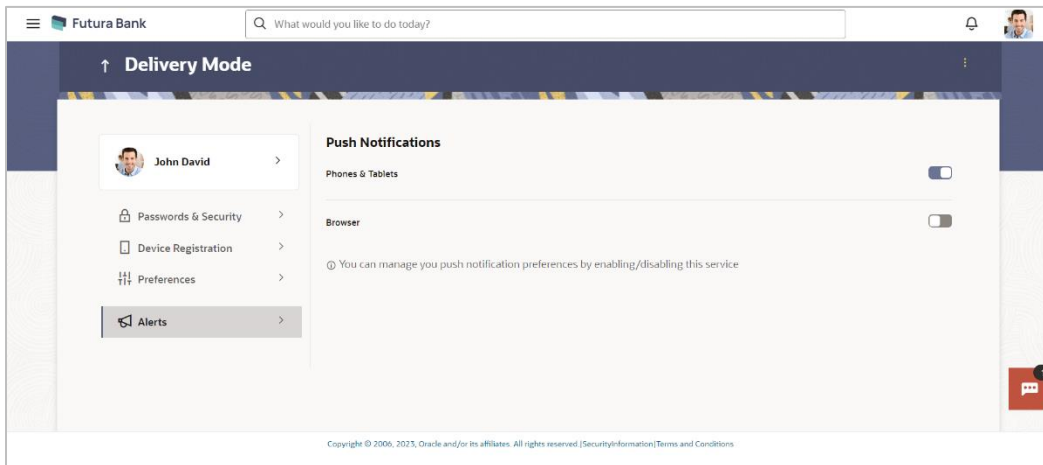 Futura Bank
What would you like to do today?
Delivery Mode
John David
Passwords & Security
Device Registration
Preferences
Alerts
Push Notifications
Phones & Tablets
Browser
You can manage you push notification preferences by enabling/disabling this service
Copyright © 2006, 2023, Oracle and/or its affiliates. All rights reserved.|SecurityInformation|Terms and Conditions